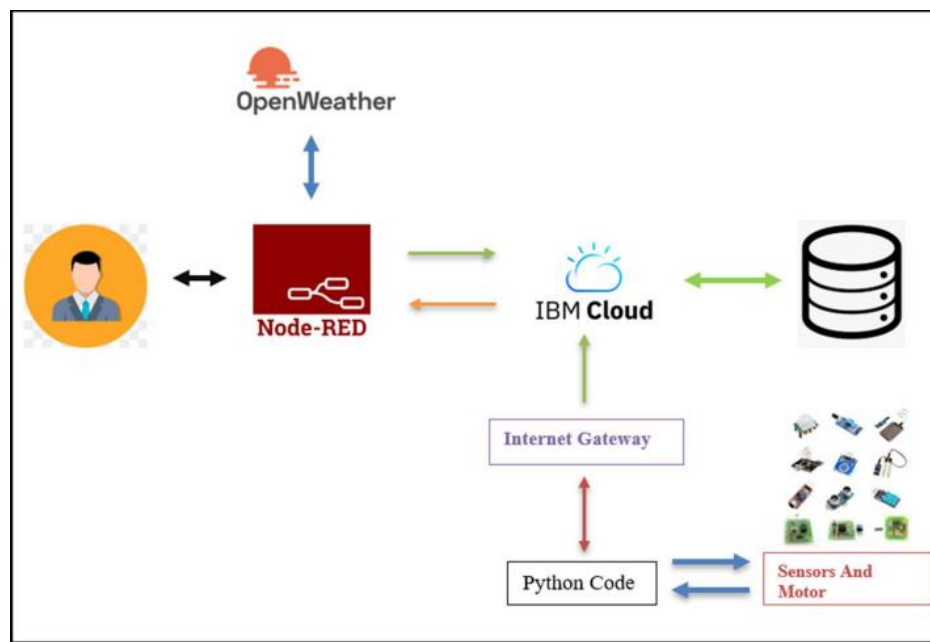 OpenWeather
Node-RED
IBM Cloud
Internet Gateway
Python Code
Sensors And
Motor